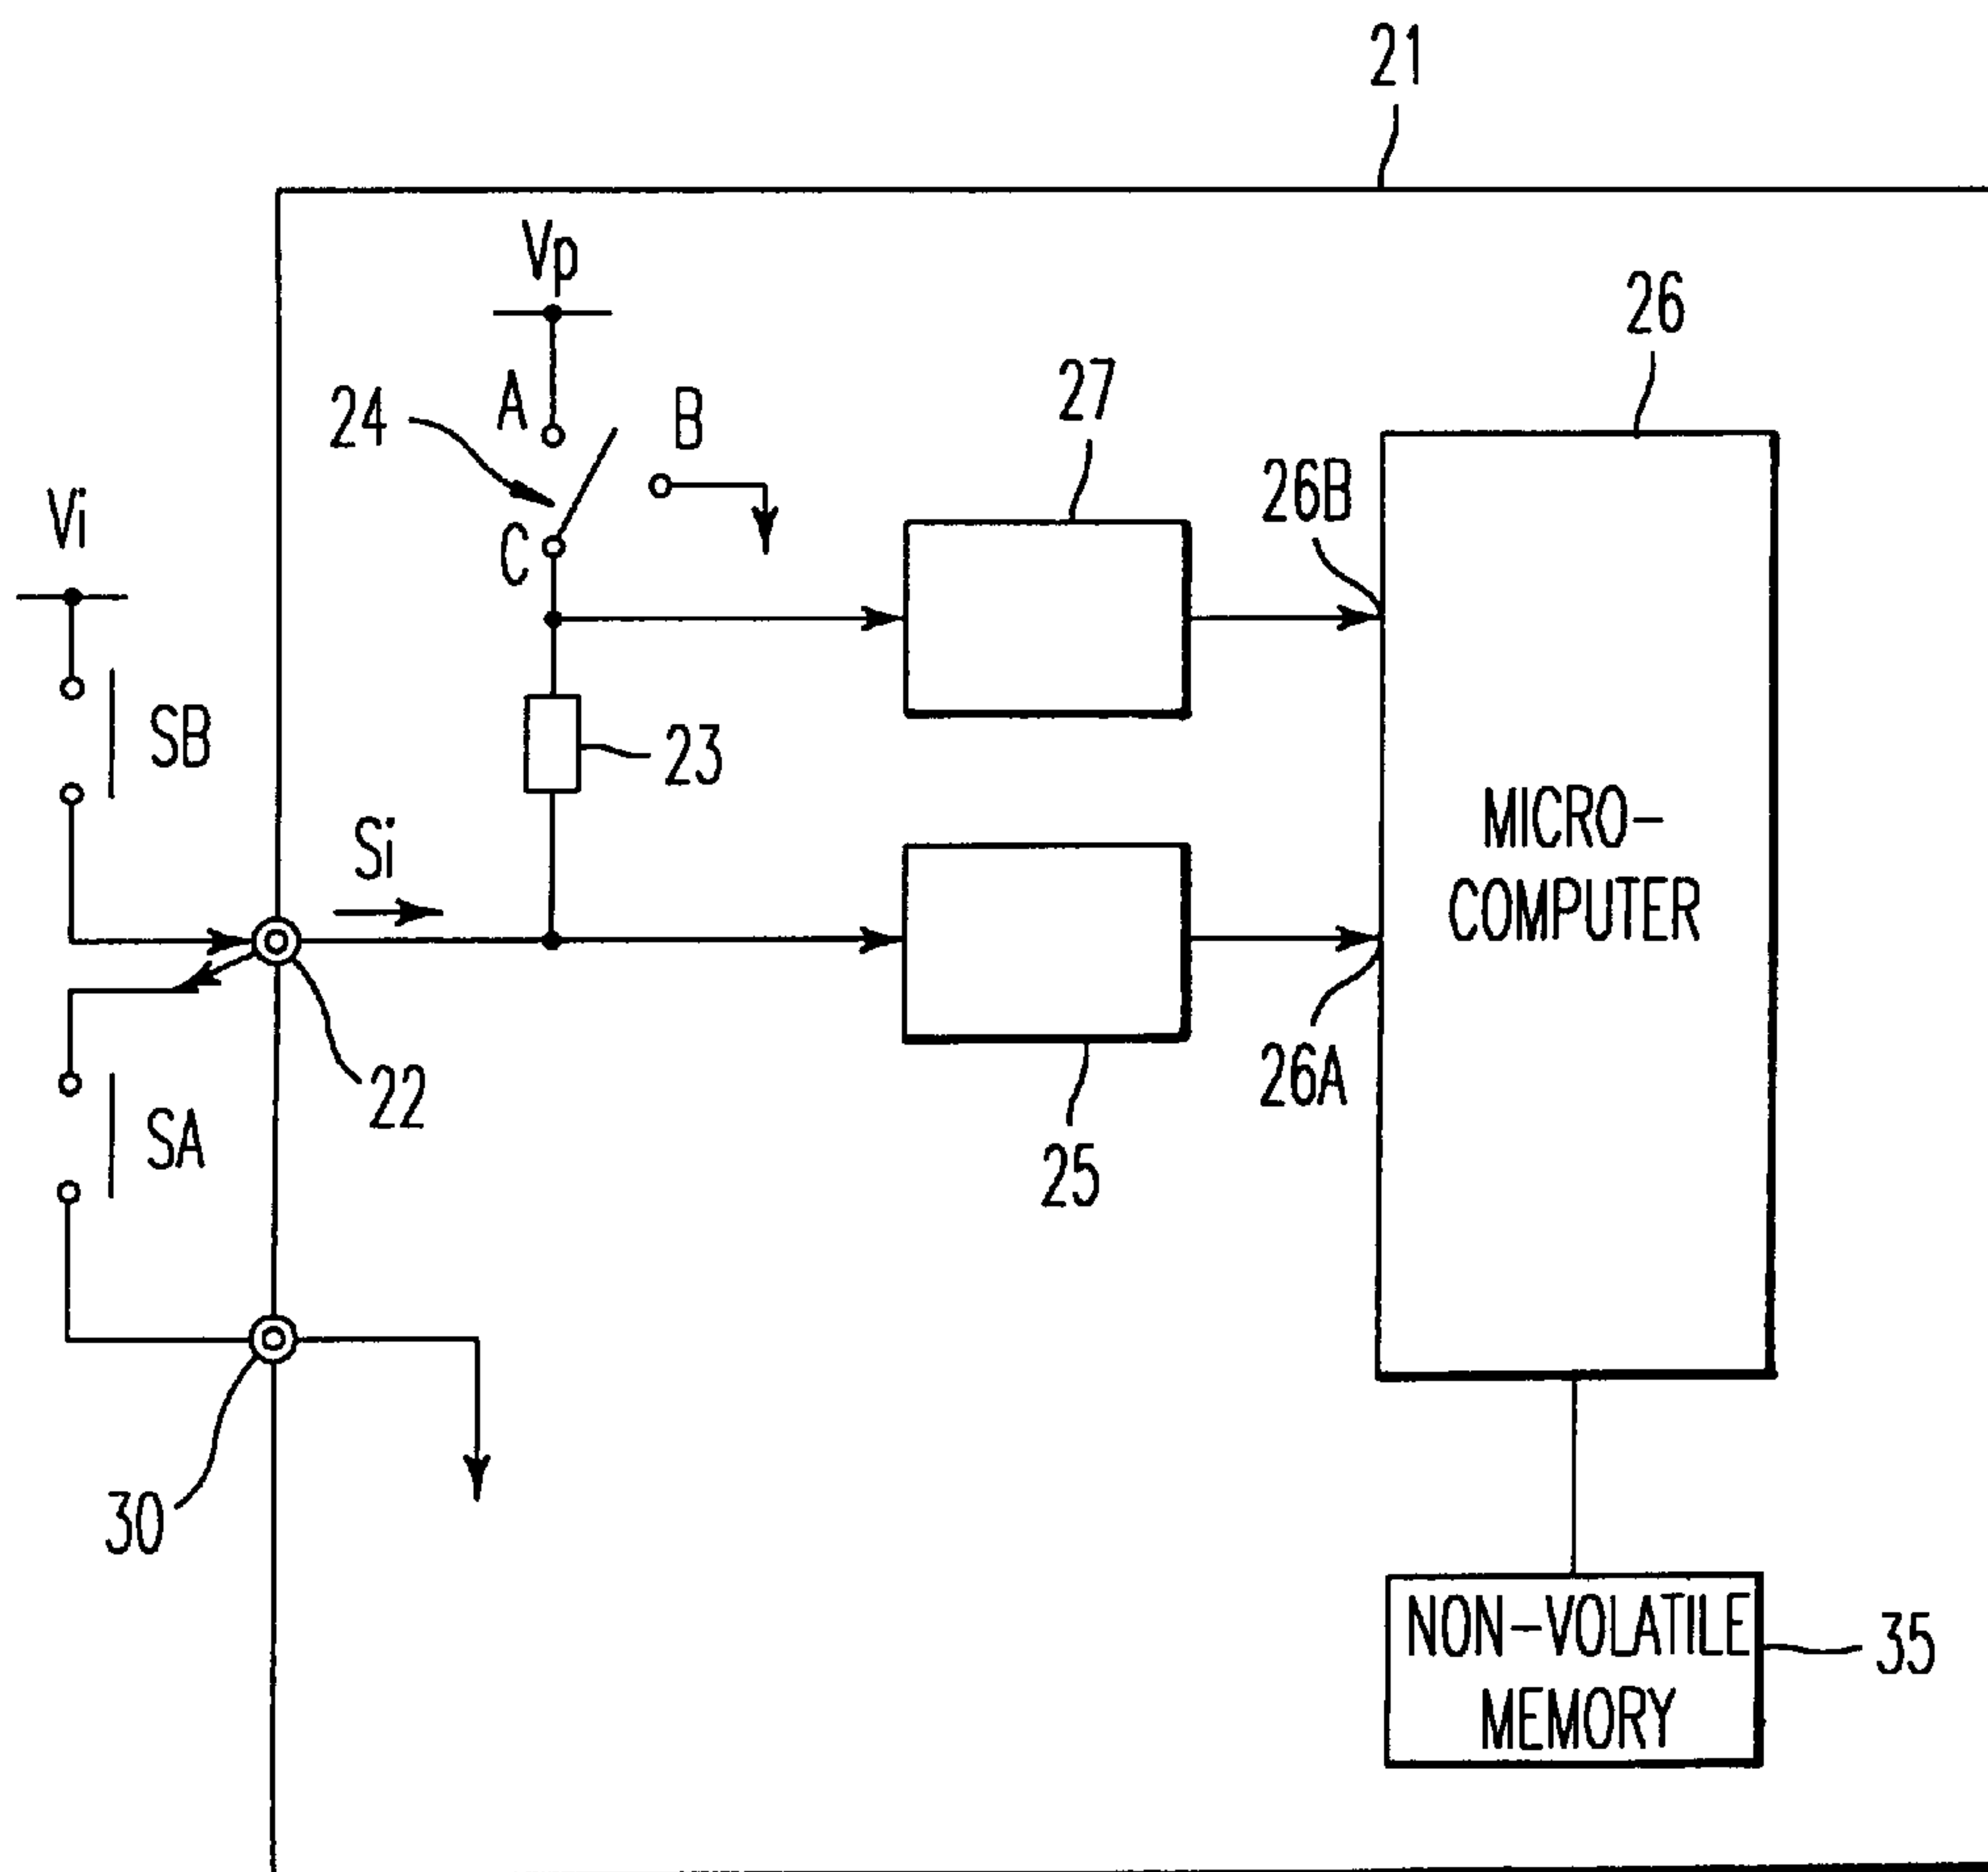 21
Vp
26
A
B
24
27
26B
Vi
C
SB
23
Si
MICRO-
COMPUTER
22
26A
SA
25
30
NON-VOLATILE
MEMORY
35